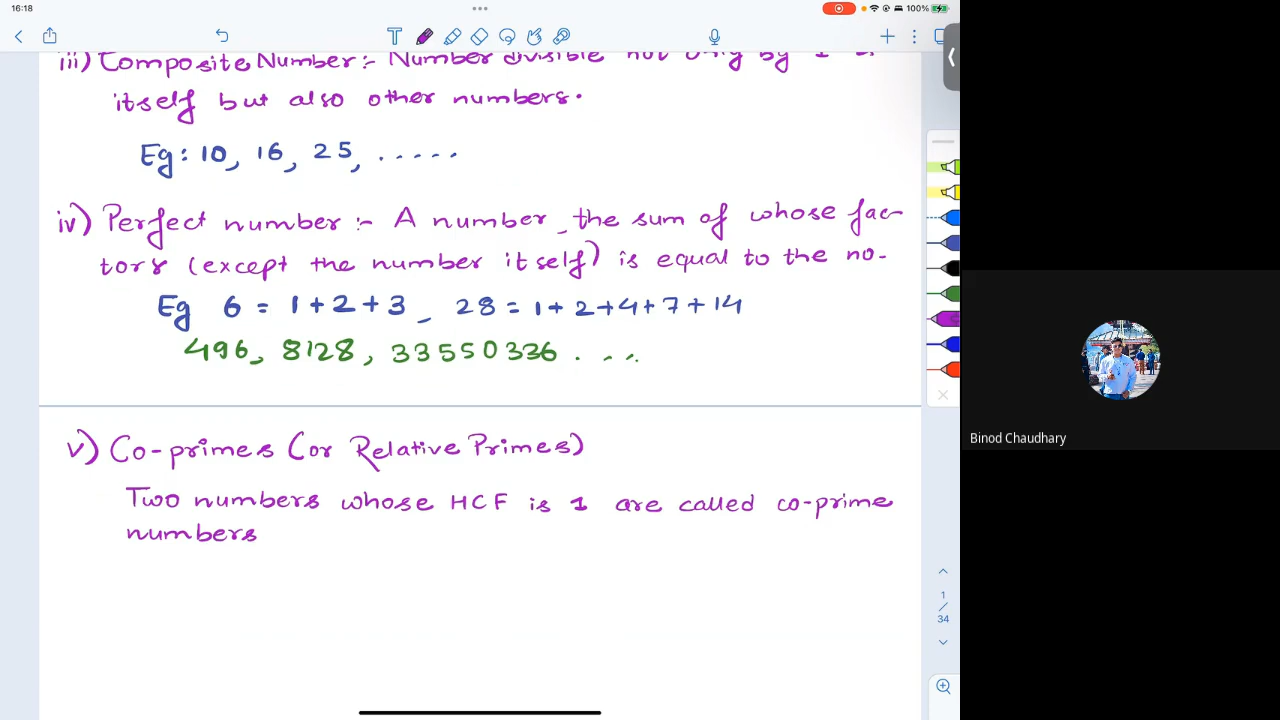 16:18
100%
iii) Composite Number :- Number divisible not only by 1 or
itself but also other numbers.
Eg: 10, 16, 25, .....
iv) Perfect number :- A number, the sum of whose fac-
tors (except the number itself) is equal to the no.
Eg 6 = 1+2+3, 28 = 1+2+4+7+14
496, 8128, 33550336 ....
v) Co-primes (or Relative Primes)
Two numbers whose HCF is 1 are called co-prime
numbers
1
/
34
Binod Chaudhary